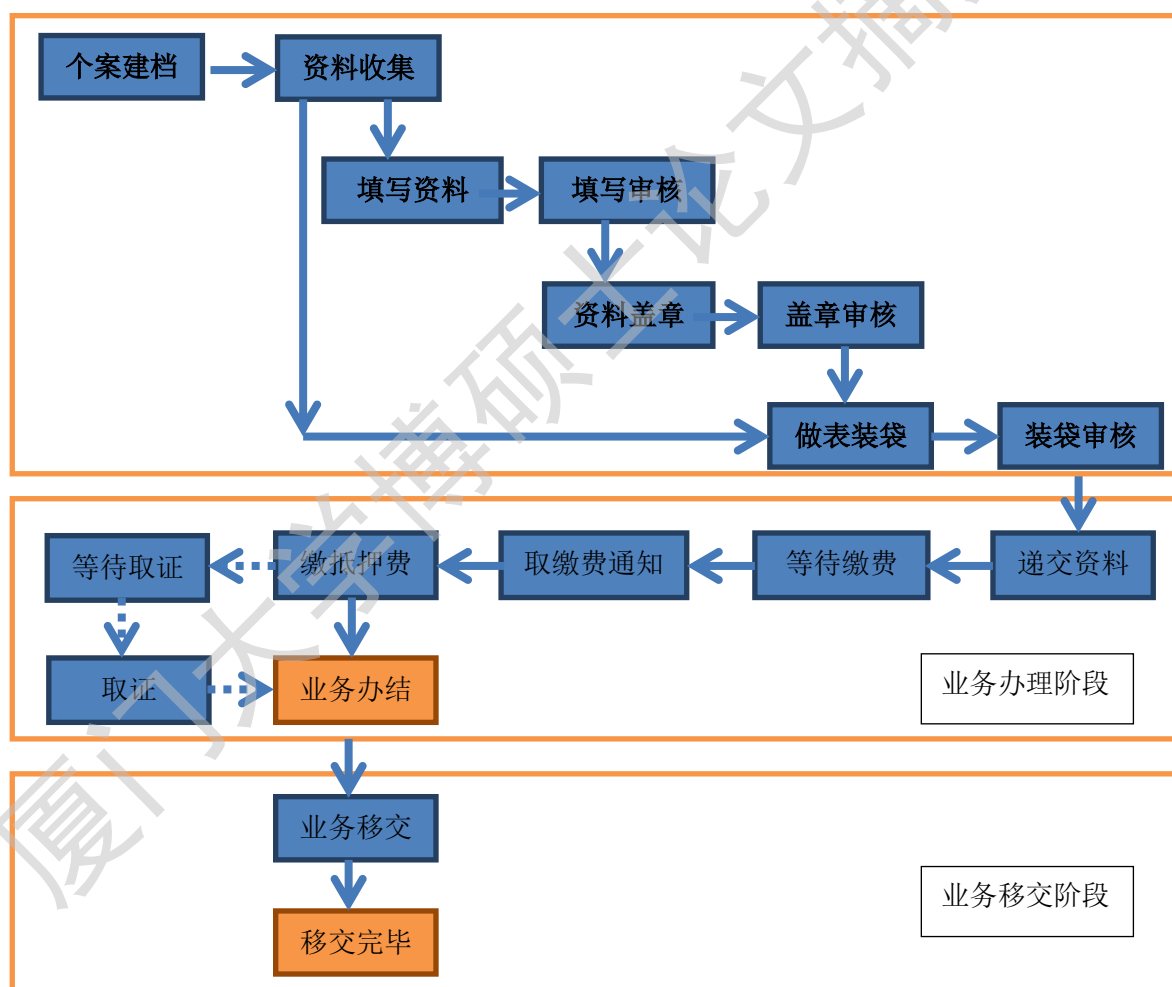 个案建档
资料收集
填写资料
填写审核
资料盖章
盖章审核
做表装袋
装袋审核
等待取证
缴抵押费
取缴费通知
等待缴费
递交资料
取证
业务办结
业务办理阶段
业务移交
业务移交阶段
移交完毕
厦门大学博硕士论文摘